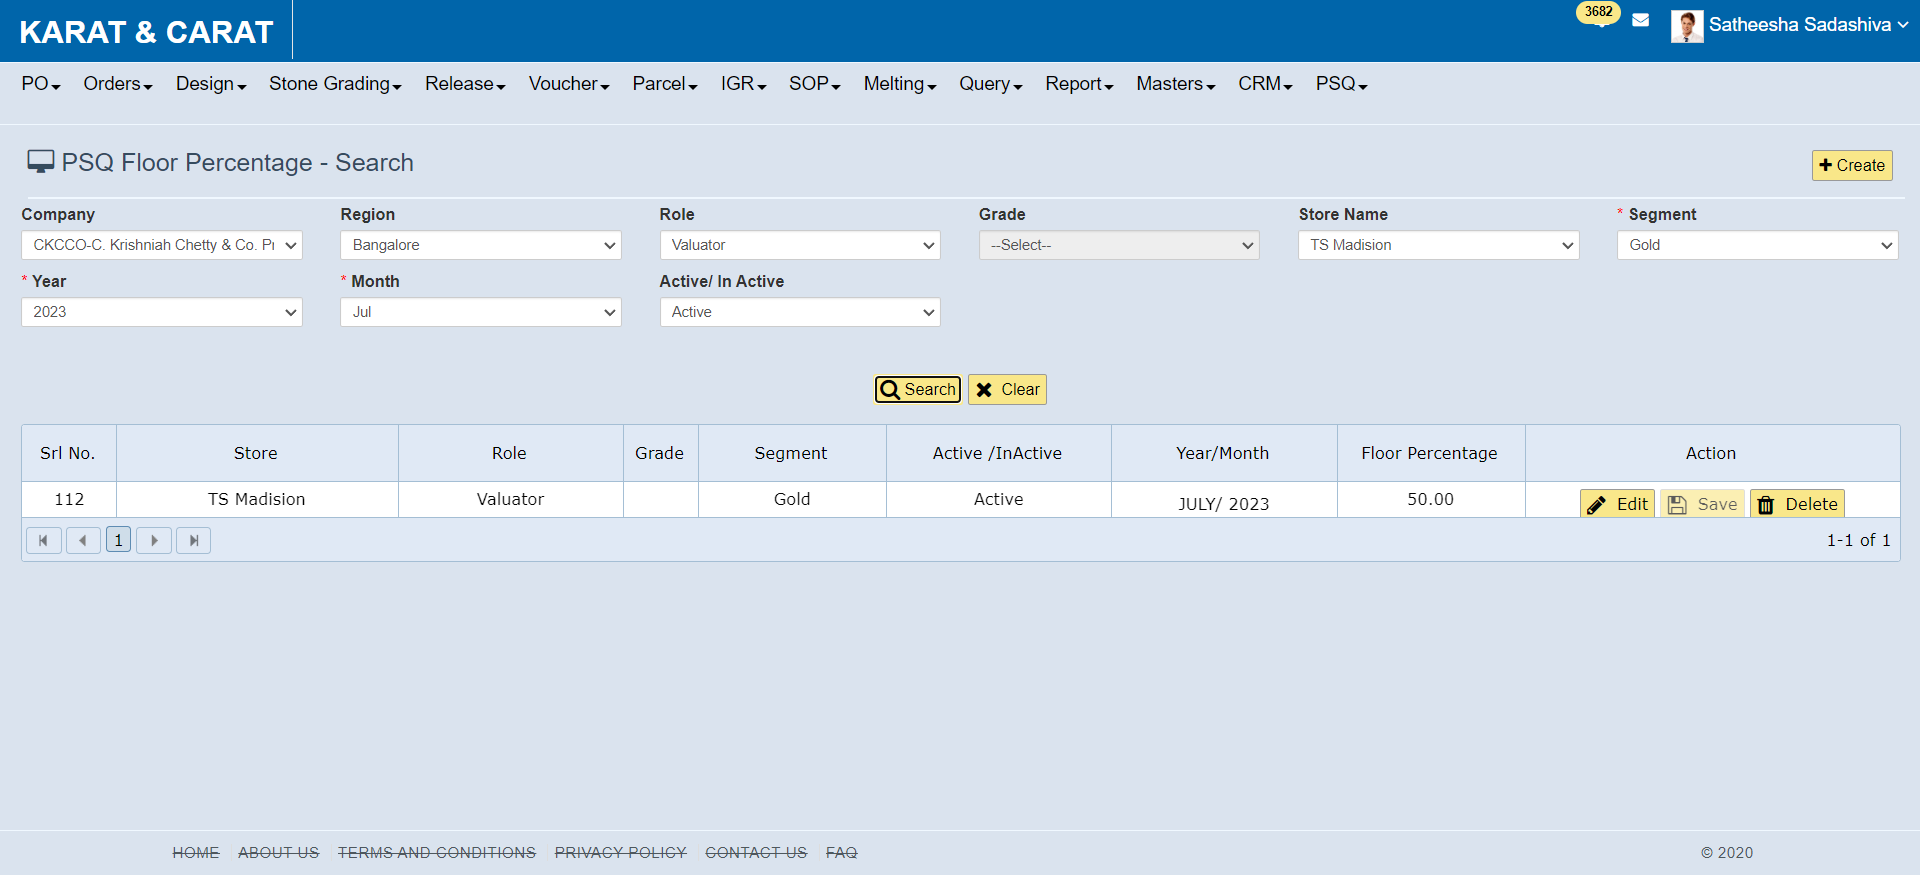 KARAT & CARAT
3682
Satheesha Sadashiva
PO Orders Design Stone Grading Release Voucher Parcel IGR SOP Melting Query Report Masters CRM PSQ
PSQ Floor Percentage - Search
+ Create
Company Region Role Grade Store Name * Segment
CKCCO-C. Krishniah Chetty & Co. Pr Bangalore Valuator --Select-- TS Madision Gold
* Year * Month Active/ In Active
2023 Jul Active
Search Clear
Srl No. Store Role Grade Segment Active /InActive Year/Month Floor Percentage Action
112 TS Madision Valuator Gold Active JULY/ 2023 50.00 Edit Save Delete
1 1-1 of 1
HOME ABOUT US TERMS AND CONDITIONS PRIVACY POLICY CONTACT US FAQ © 2020